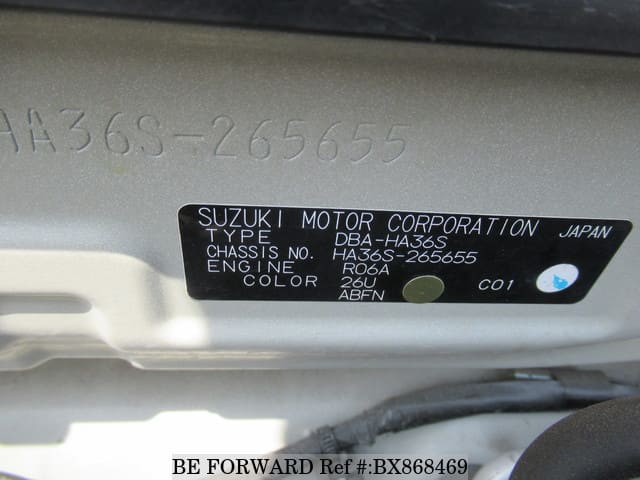 HA36S-265655
SUZUKI MOTOR CORPORATION JAPAN
TYPE DBA-HA36S
CHASSIS NO. HA36S-265655
ENGINE R06A
COLOR 26U C01
ABFN
BE FORWARD Ref #:BX868469